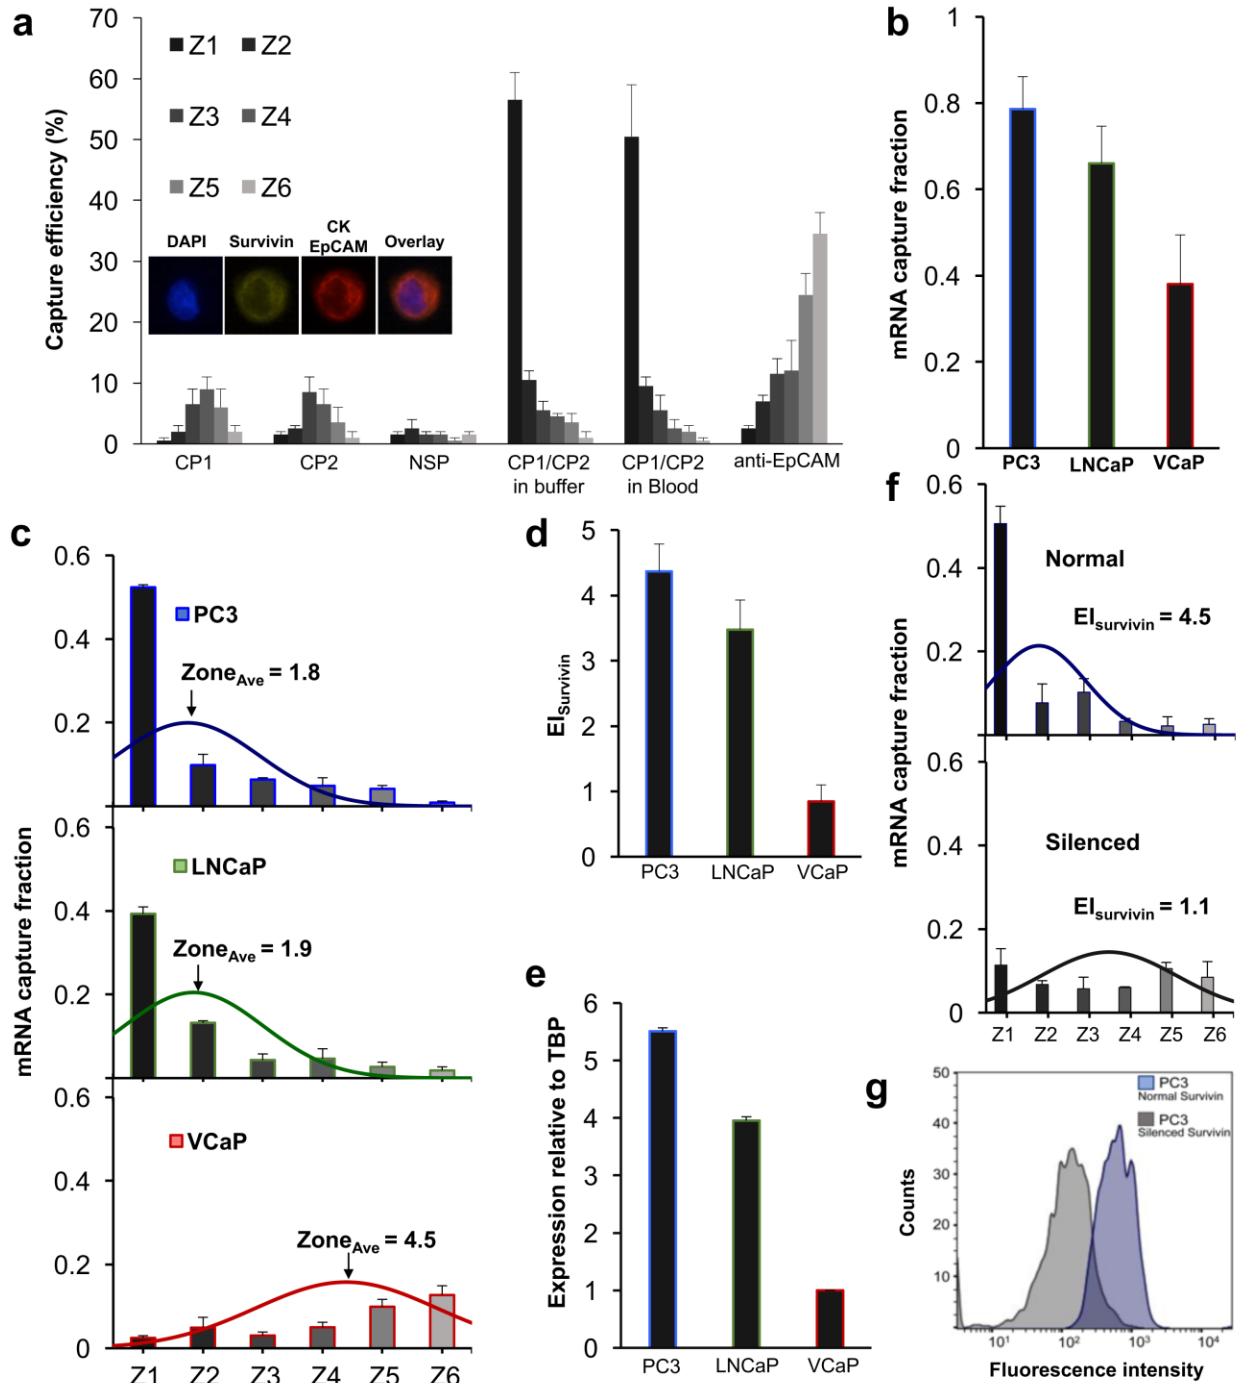 a
70
60
50
40
30
20
10
0
Capture efficiency (%)
Z1 Z2
Z3 Z4
Z5 Z6
DAPI Survivin CK EpCAM Overlay
CP1
CP2
NSP
CP1/CP2 in buffer
CP1/CP2 in Blood
anti-EpCAM
b
1
0.8
0.6
0.4
0.2
0
mRNA capture fraction
PC3 LNCaP VCaP
c
mRNA capture fraction
0.6
0.4
0.2
PC3
ZoneAve = 1.8
0.6
0.4
0.2
LNCaP
ZoneAve = 1.9
0.6
0.4
0.2
0
VCaP
ZoneAve = 4.5
Z1 Z2 Z3 Z4 Z5 Z6
d
5
4
3
2
1
0
EISurvivin
PC3 LNCaP VCaP
e
6
5
4
3
2
1
0
Expression relative to TBP
PC3 LNCaP VCaP
f
mRNA capture fraction
0.6
0.4
0.2
Normal
EIsurvivin = 4.5
0.6
0.4
0.2
0
Silenced
EIsurvivin = 1.1
Z1 Z2 Z3 Z4 Z5 Z6
g
50
40
30
20
10
Counts
PC3
Normal Survivin
PC3
Silenced Survivin
10¹ 10² 10³ 10⁴
Fluorescence intensity